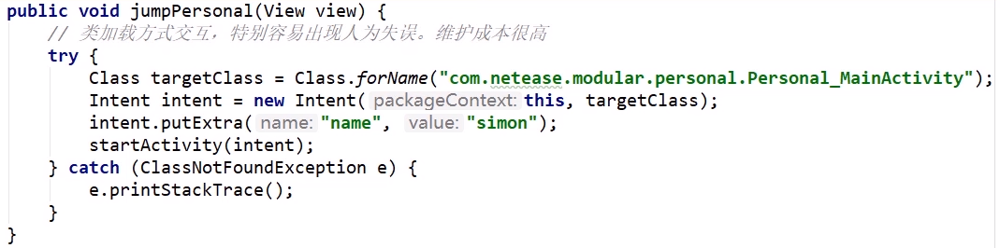 public void jumpPersonal(View view) {
// 类加载方式交互，特别容易出现人为失误。维护成本很高
try {
Class targetClass = Class.forName("com.netease.modular.personal.Personal_MainActivity");
Intent intent = new Intent( packageContext: this, targetClass);
intent.putExtra( name: "name", value: "simon");
startActivity(intent);
} catch (ClassNotFoundException e) {
e.printStackTrace();
}
}